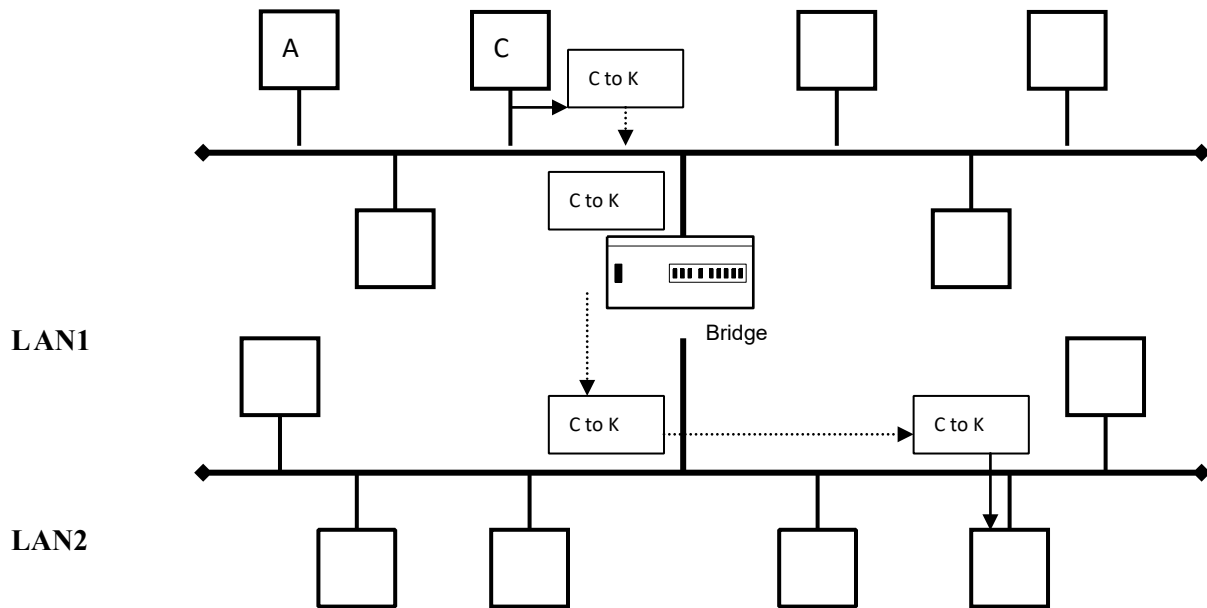 A
C
C to K
C to K
Bridge
LAN1
C to K
C to K
LAN2